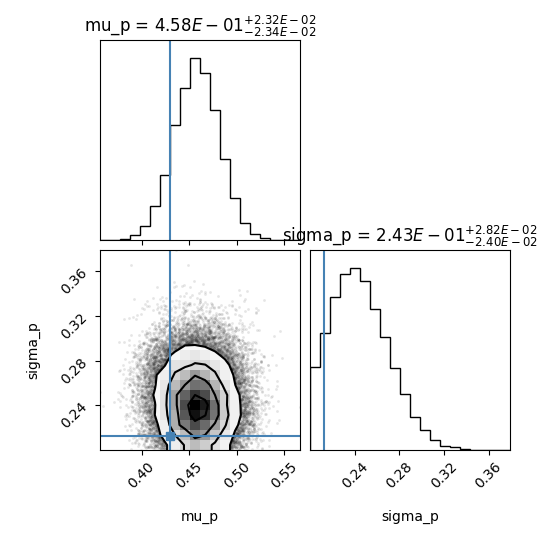 mu_p = 4.58E − 01+2.32E−02 −2.34E−02
sigma_p = 2.43E − 01+2.82E−02 −2.40E−02
0.36
0.32
0.28
0.24
sigma_p
0.40 0.45 0.50 0.55
0.24 0.28 0.32 0.36
mu_p
sigma_p